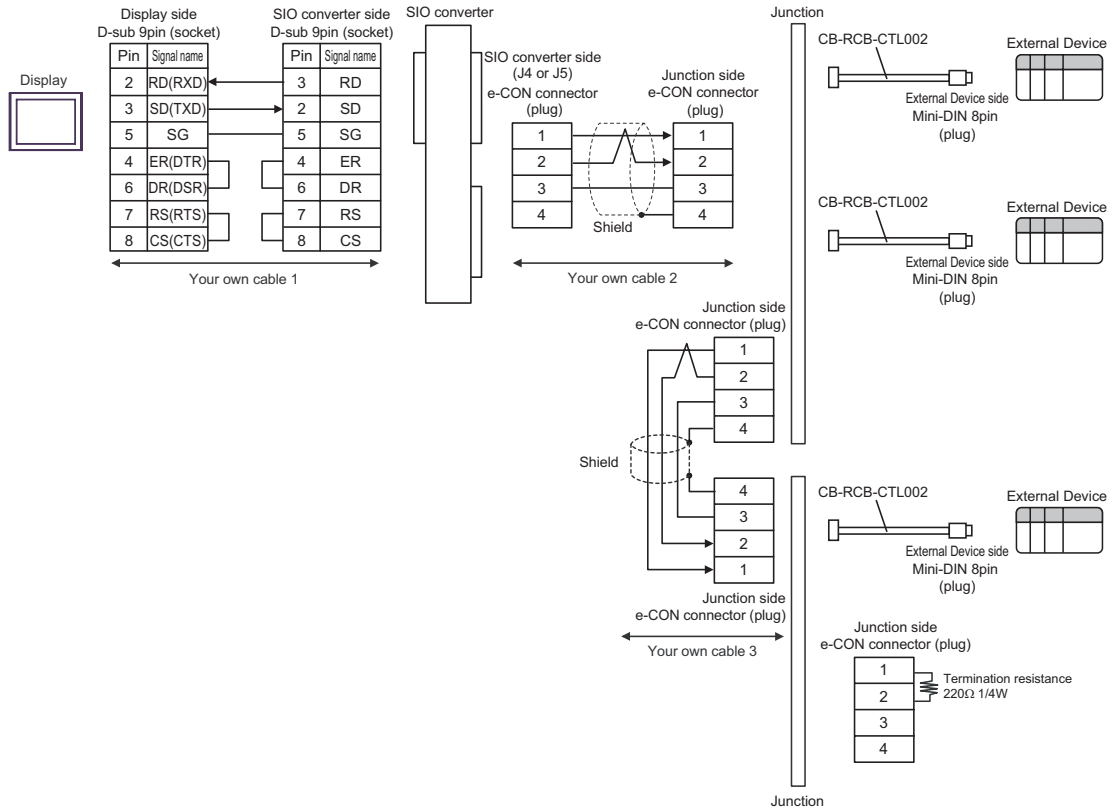 Display
Display side
D-sub 9pin (socket)
Pin Signal name
2 RD(RXD)
3 SD(TXD)
5 SG
4 ER(DTR)
6 DR(DSR)
7 RS(RTS)
8 CS(CTS)
SIO converter side
D-sub 9pin (socket)
Pin Signal name
3 RD
2 SD
5 SG
4 ER
6 DR
7 RS
8 CS
Your own cable 1
SIO converter
SIO converter side
(J4 or J5)
e-CON connector
(plug)
1
2
3
4
Shield
Junction side
e-CON connector
(plug)
1
2
3
4
Your own cable 2
Junction
CB-RCB-CTL002
External Device side
Mini-DIN 8pin
(plug)
External Device
CB-RCB-CTL002
External Device side
Mini-DIN 8pin
(plug)
External Device
Junction side
e-CON connector (plug)
1
2
3
4
Shield
4
3
2
1
Junction side
e-CON connector (plug)
Your own cable 3
CB-RCB-CTL002
External Device side
Mini-DIN 8pin
(plug)
External Device
Junction side
e-CON connector (plug)
1
2
3
4
Termination resistance
220Ω 1/4W
Junction